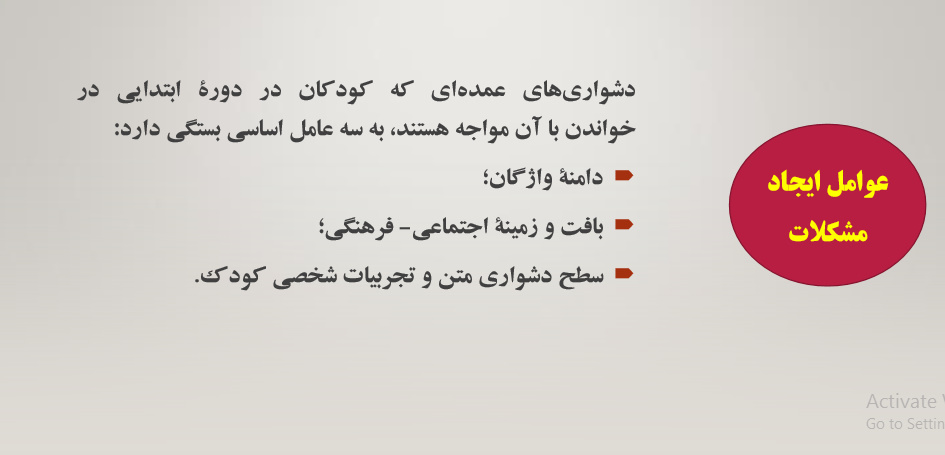 عوامل ایجاد
مشکلات
دشواری‌های عمده‌ای که کودکان در دورهٔ ابتدایی در
خواندن با آن مواجه هستند، به سه عامل اساسی بستگی دارد:
دامنهٔ واژگان؛
بافت و زمینهٔ اجتماعی- فرهنگی؛
سطح دشواری متن و تجربیات شخصی کودک.
Activate
Go to Settin